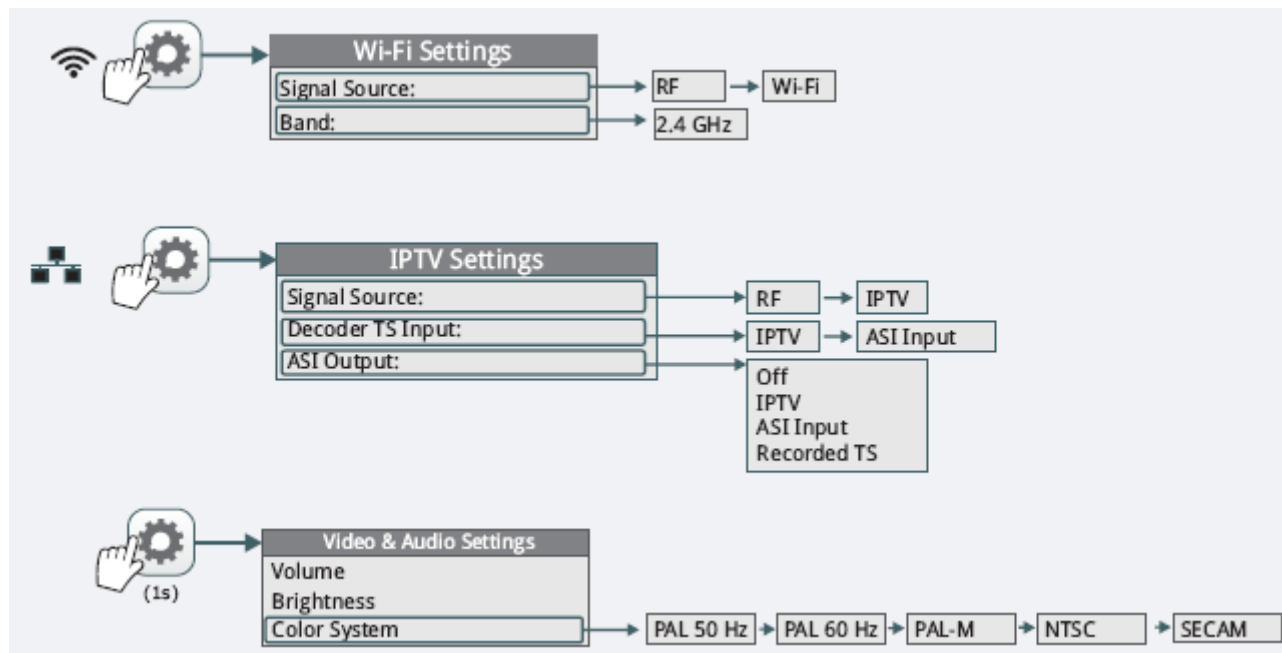 Wi-Fi Settings
Signal Source: RF Wi-Fi
Band: 2.4 GHz
IPTV Settings
Signal Source: RF IPTV
Decoder TS Input: IPTV ASI Input
ASI Output:
Off
IPTV
ASI Input
Recorded TS
Video & Audio Settings
Volume
(1s)
Brightness
Color System PAL 50 Hz PAL 60 Hz PAL-M NTSC SECAM